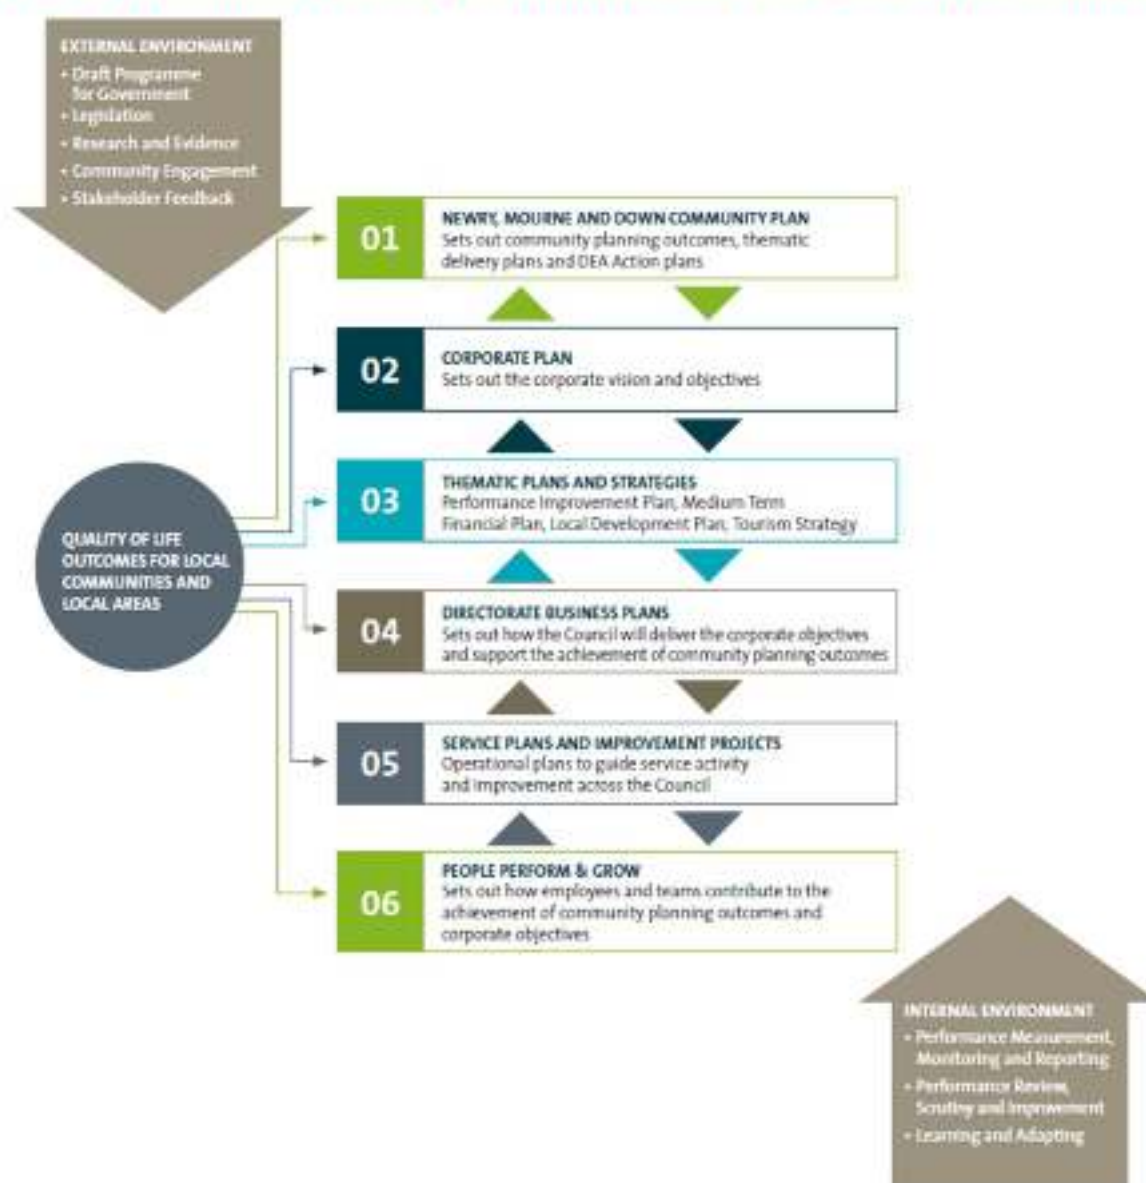 EXTERNAL ENVIRONMENT
• Draft Programme
for Government
• Legislation
• Research and Evidence
• Community Engagement
• Stakeholder Feedback
01
NEWRY, MOURNE AND DOWN COMMUNITY PLAN
Sets out community planning outcomes, thematic
delivery plans and DEA Action plans
02
CORPORATE PLAN
Sets out the corporate vision and objectives
03
THEMATIC PLANS AND STRATEGIES
Performance Improvement Plan, Medium Term
Financial Plan, Local Development Plan, Tourism Strategy
QUALITY OF LIFE
OUTCOMES FOR LOCAL
COMMUNITIES AND
LOCAL AREAS
04
DIRECTORATE BUSINESS PLANS
Sets out how the Council will deliver the corporate objectives
and support the achievement of community planning outcomes
05
SERVICE PLANS AND IMPROVEMENT PROJECTS
Operational plans to guide service activity
and improvement across the Council
06
PEOPLE PERFORM & GROW
Sets out how employees and teams contribute to the
achievement of community planning outcomes and
corporate objectives
INTERNAL ENVIRONMENT
• Performance Measurement,
Monitoring and Reporting
• Performance Review,
Scrutiny and Improvement
• Learning and Adapting